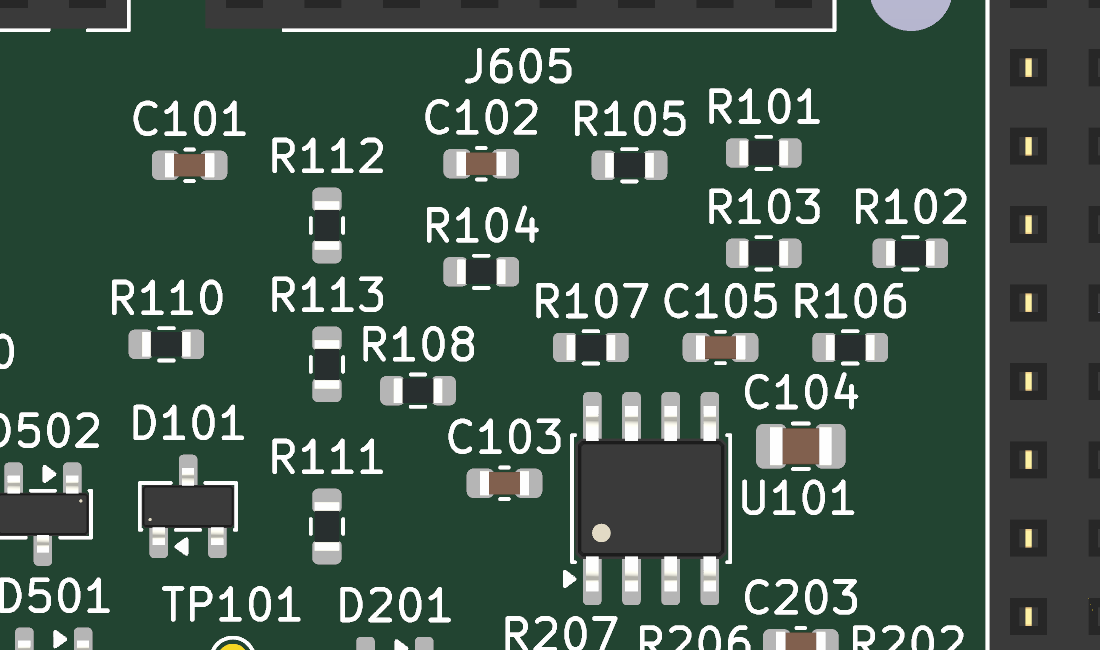 J605
C101 C102 R105 R101
R112
R104 R103 R102
R110 R113 R107 C105 R106
R108
C104
D502 D101 C103
R111
U101
D501 TP101 D201 C203
R207 R206 R202